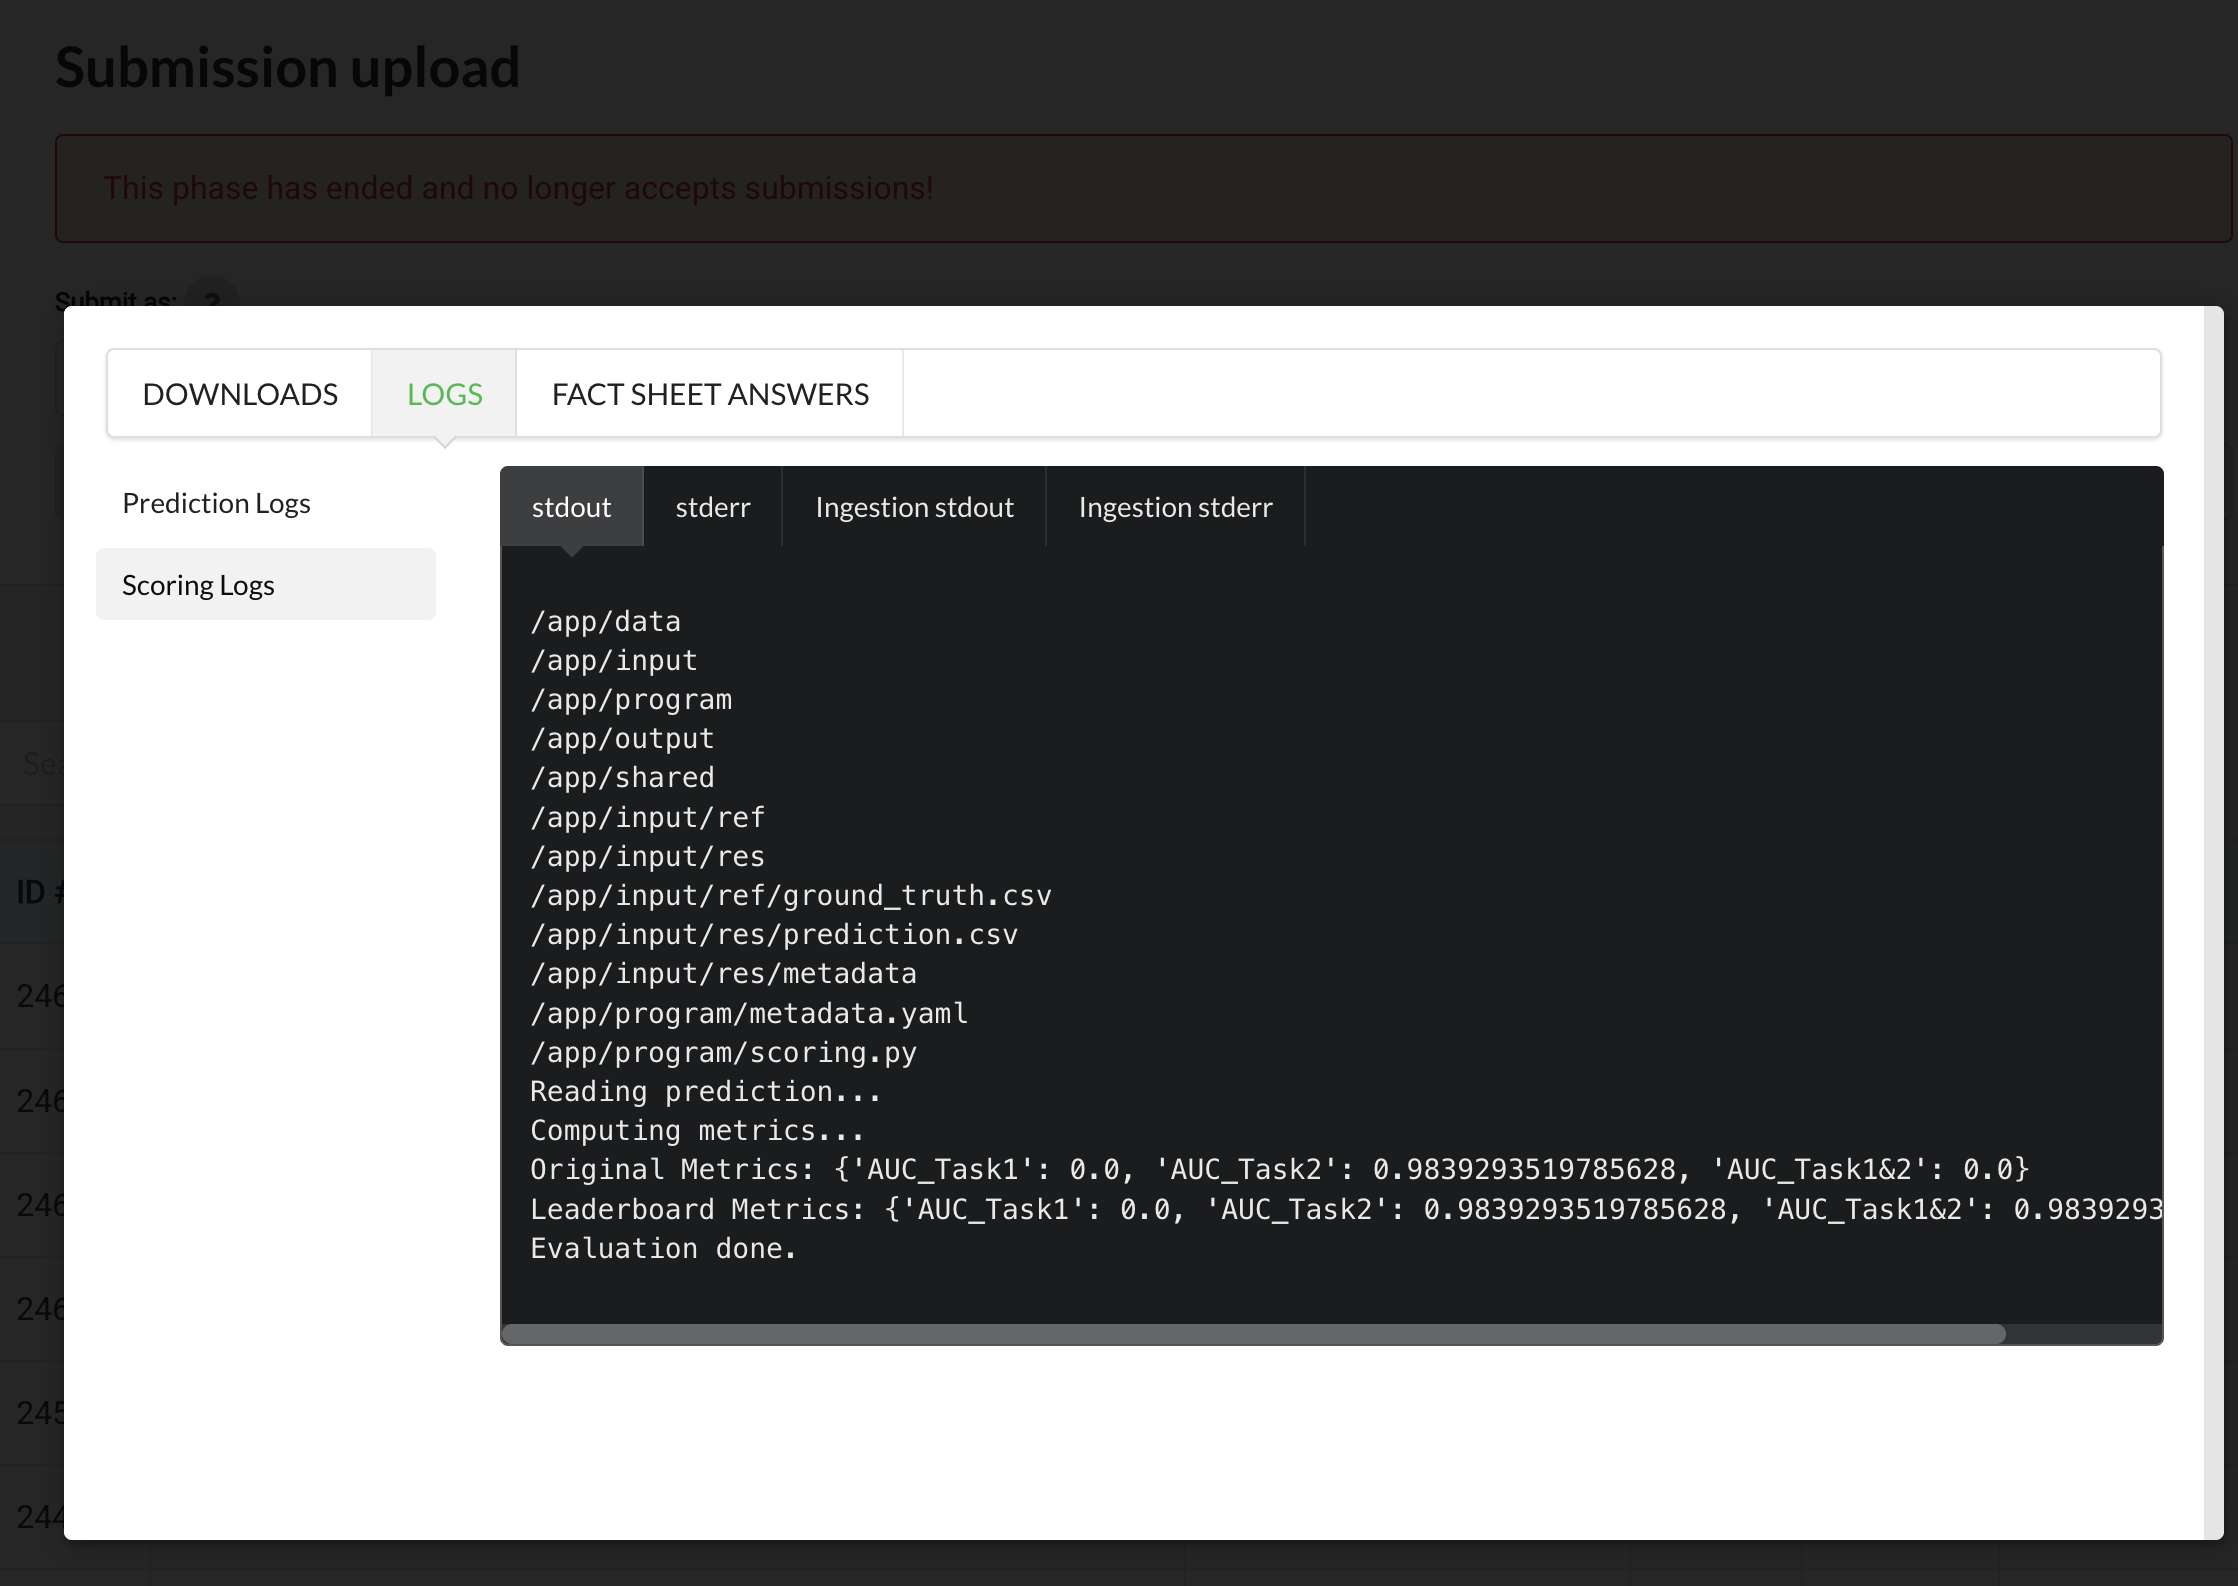 Submission upload
This phase has ended and no longer accepts submissions!
Submit as: ?
DOWNLOADS LOGS FACT SHEET ANSWERS
Prediction Logs
Scoring Logs
stdout stderr Ingestion stdout Ingestion stderr
/app/data
/app/input
/app/program
/app/output
/app/shared
/app/input/ref
/app/input/res
/app/input/ref/ground_truth.csv
/app/input/res/prediction.csv
/app/input/res/metadata
/app/program/metadata.yaml
/app/program/scoring.py
Reading prediction...
Computing metrics...
Original Metrics: {'AUC_Task1': 0.0, 'AUC_Task2': 0.9839293519785628, 'AUC_Task1&2': 0.0}
Leaderboard Metrics: {'AUC_Task1': 0.0, 'AUC_Task2': 0.9839293519785628, 'AUC_Task1&2': 0.9839293
Evaluation done.
Sea
ID #
246
246
246
246
245
244